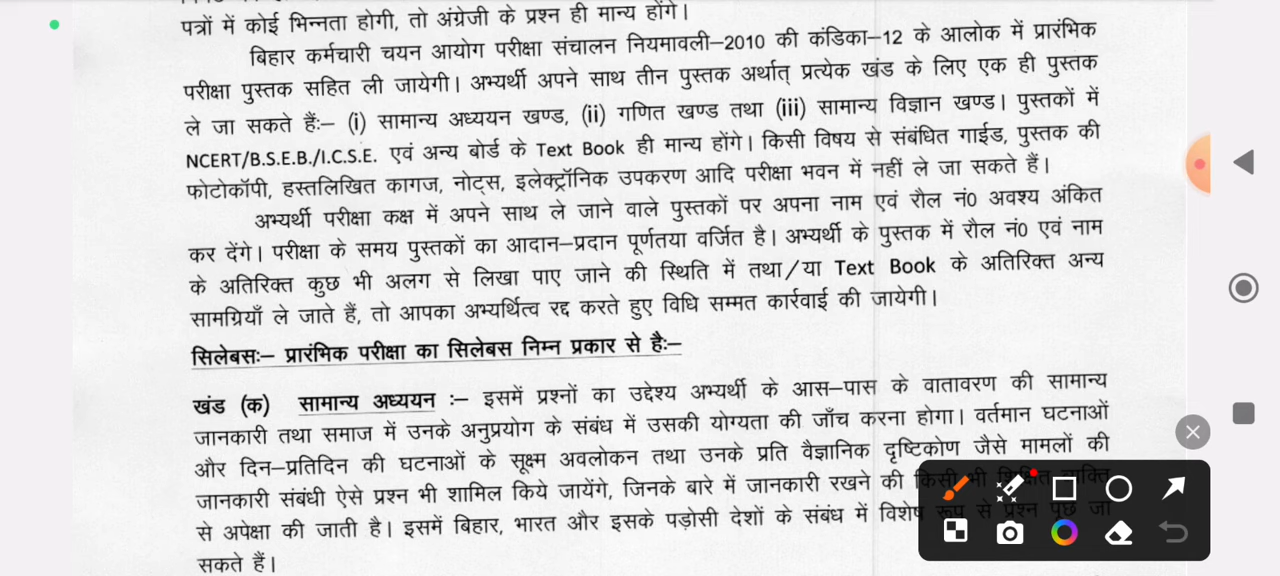 पत्रों में कोई भिन्नता होगी, तो अंग्रेजी के प्रश्न ही मान्य होंगे।
बिहार कर्मचारी चयन आयोग परीक्षा संचालन नियमावली–2010 की कंडिका–12 के आलोक में प्रारंभिक
परीक्षा पुस्तक सहित ली जायेगी। अभ्यर्थी अपने साथ तीन पुस्तक अर्थात् प्रत्येक खंड के लिए एक ही पुस्तक
ले जा सकते हैंः– (i) सामान्य अध्ययन खण्ड, (ii) गणित खण्ड तथा (iii) सामान्य विज्ञान खण्ड। पुस्तकों में
NCERT/B.S.E.B./I.C.S.E. एवं अन्य बोर्ड के Text Book ही मान्य होंगे। किसी विषय से संबंधित गाईड, पुस्तक की
फोटोकॉपी, हस्तलिखित कागज, नोट्स, इलेक्ट्रॉनिक उपकरण आदि परीक्षा भवन में नहीं ले जा सकते हैं।
अभ्यर्थी परीक्षा कक्ष में अपने साथ ले जाने वाले पुस्तकों पर अपना नाम एवं रौल नं0 अवश्य अंकित
कर देंगे। परीक्षा के समय पुस्तकों का आदान–प्रदान पूर्णतया वर्जित है। अभ्यर्थी के पुस्तक में रौल नं0 एवं नाम
के अतिरिक्त कुछ भी अलग से लिखा पाए जाने की स्थिति में तथा/या Text Book के अतिरिक्त अन्य
सामग्रियाँ ले जाते हैं, तो आपका अभ्यर्थित्व रद्द करते हुए विधि सम्मत कार्रवाई की जायेगी।
सिलेबसः– प्रारंभिक परीक्षा का सिलेबस निम्न प्रकार से हैः–
खंड (क) सामान्य अध्ययन :– इसमें प्रश्नों का उद्देश्य अभ्यर्थी के आस–पास के वातावरण की सामान्य
जानकारी तथा समाज में उनके अनुप्रयोग के संबंध में उसकी योग्यता की जाँच करना होगा। वर्तमान घटनाओं
और दिन–प्रतिदिन की घटनाओं के सूक्ष्म अवलोकन तथा उनके प्रति वैज्ञानिक दृष्टिकोण जैसे मामलों की
जानकारी संबंधी ऐसे प्रश्न भी शामिल किये जायेंगे, जिनके बारे में जानकारी रखने की किसी भी शिक्षित व्यक्ति
से अपेक्षा की जाती है। इसमें बिहार, भारत और इसके पड़ोसी देशों के संबंध में विशेष रूप से प्रश्न पूछे जा
सकते हैं।